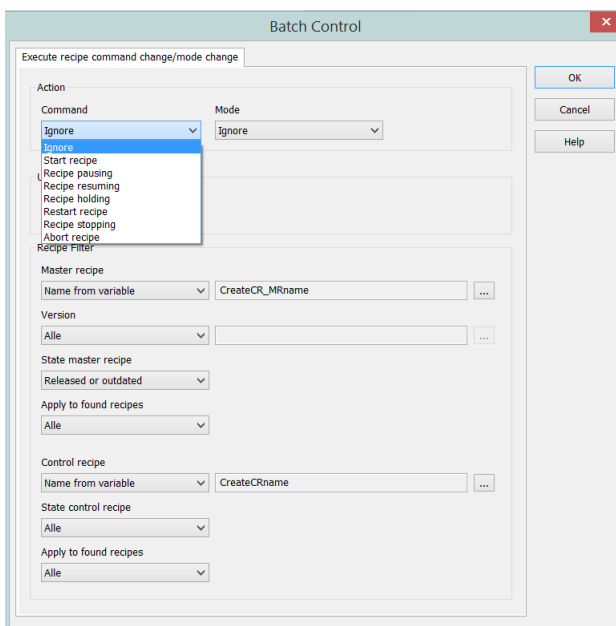 Batch Control
Execute recipe command change/mode change
OK
Cancel
Help
Action
Command Mode
Ignore Ignore
Ignore
Start recipe
Recipe pausing
Recipe resuming
Recipe holding
Restart recipe
Recipe stopping
Abort recipe
Recipe Filter
Master recipe
Name from variable CreateCR_MRname ...
Version
Alle ...
State master recipe
Released or outdated
Apply to found recipes
Alle
Control recipe
Name from variable CreateCRname ...
State control recipe
Alle
Apply to found recipes
Alle